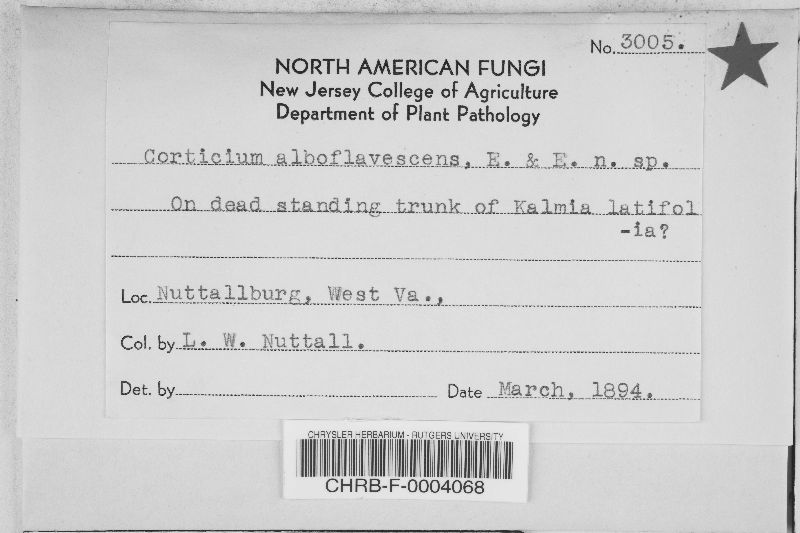 No. 3005.
NORTH AMERICAN FUNGI
New Jersey College of Agriculture
Department of Plant Pathology
Corticium alboflavescens, E. & E. n. sp.
On dead standing trunk of Kalmia latifol
-ia?
Loc. Nuttallburg, West Va.,
Col. by L. W. Nuttall.
Det. by
Date March, 1894.
CHRYSLER HERBARIUM - RUTGERS UNIVERSITY
CHRB-F-0004068